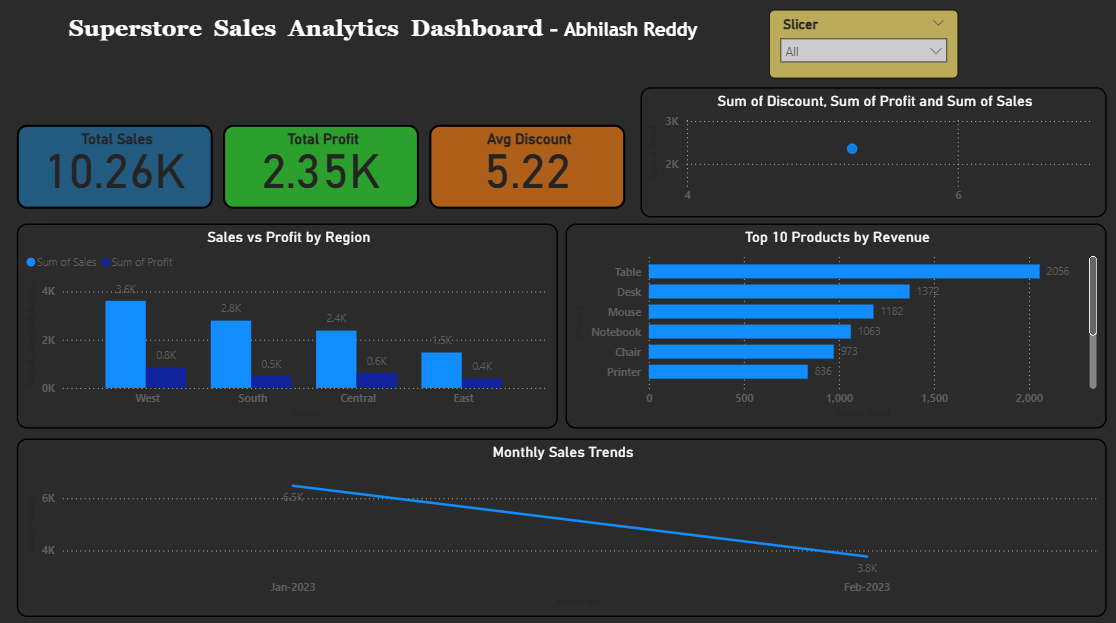 Superstore Sales Analytics Dashboard - Abhilash Reddy
Slicer
All
Total Sales
10.26K
Total Profit
2.35K
Avg Discount
5.22
Sum of Discount, Sum of Profit and Sum of Sales
3K
2K
4
6
Sales vs Profit by Region
Sum of Sales
Sum of Profit
4K
2K
0K
3.6K
0.8K
2.8K
0.5K
2.4K
0.6K
1.5K
0.4K
West
South
Central
East
Region
Top 10 Products by Revenue
Table
2056
Desk
1372
Mouse
1182
Notebook
1063
Chair
973
Printer
836
0
500
1,000
1,500
2,000
Sum of Sales
Monthly Sales Trends
6K
4K
6.5K
3.8K
Jan-2023
Feb-2023